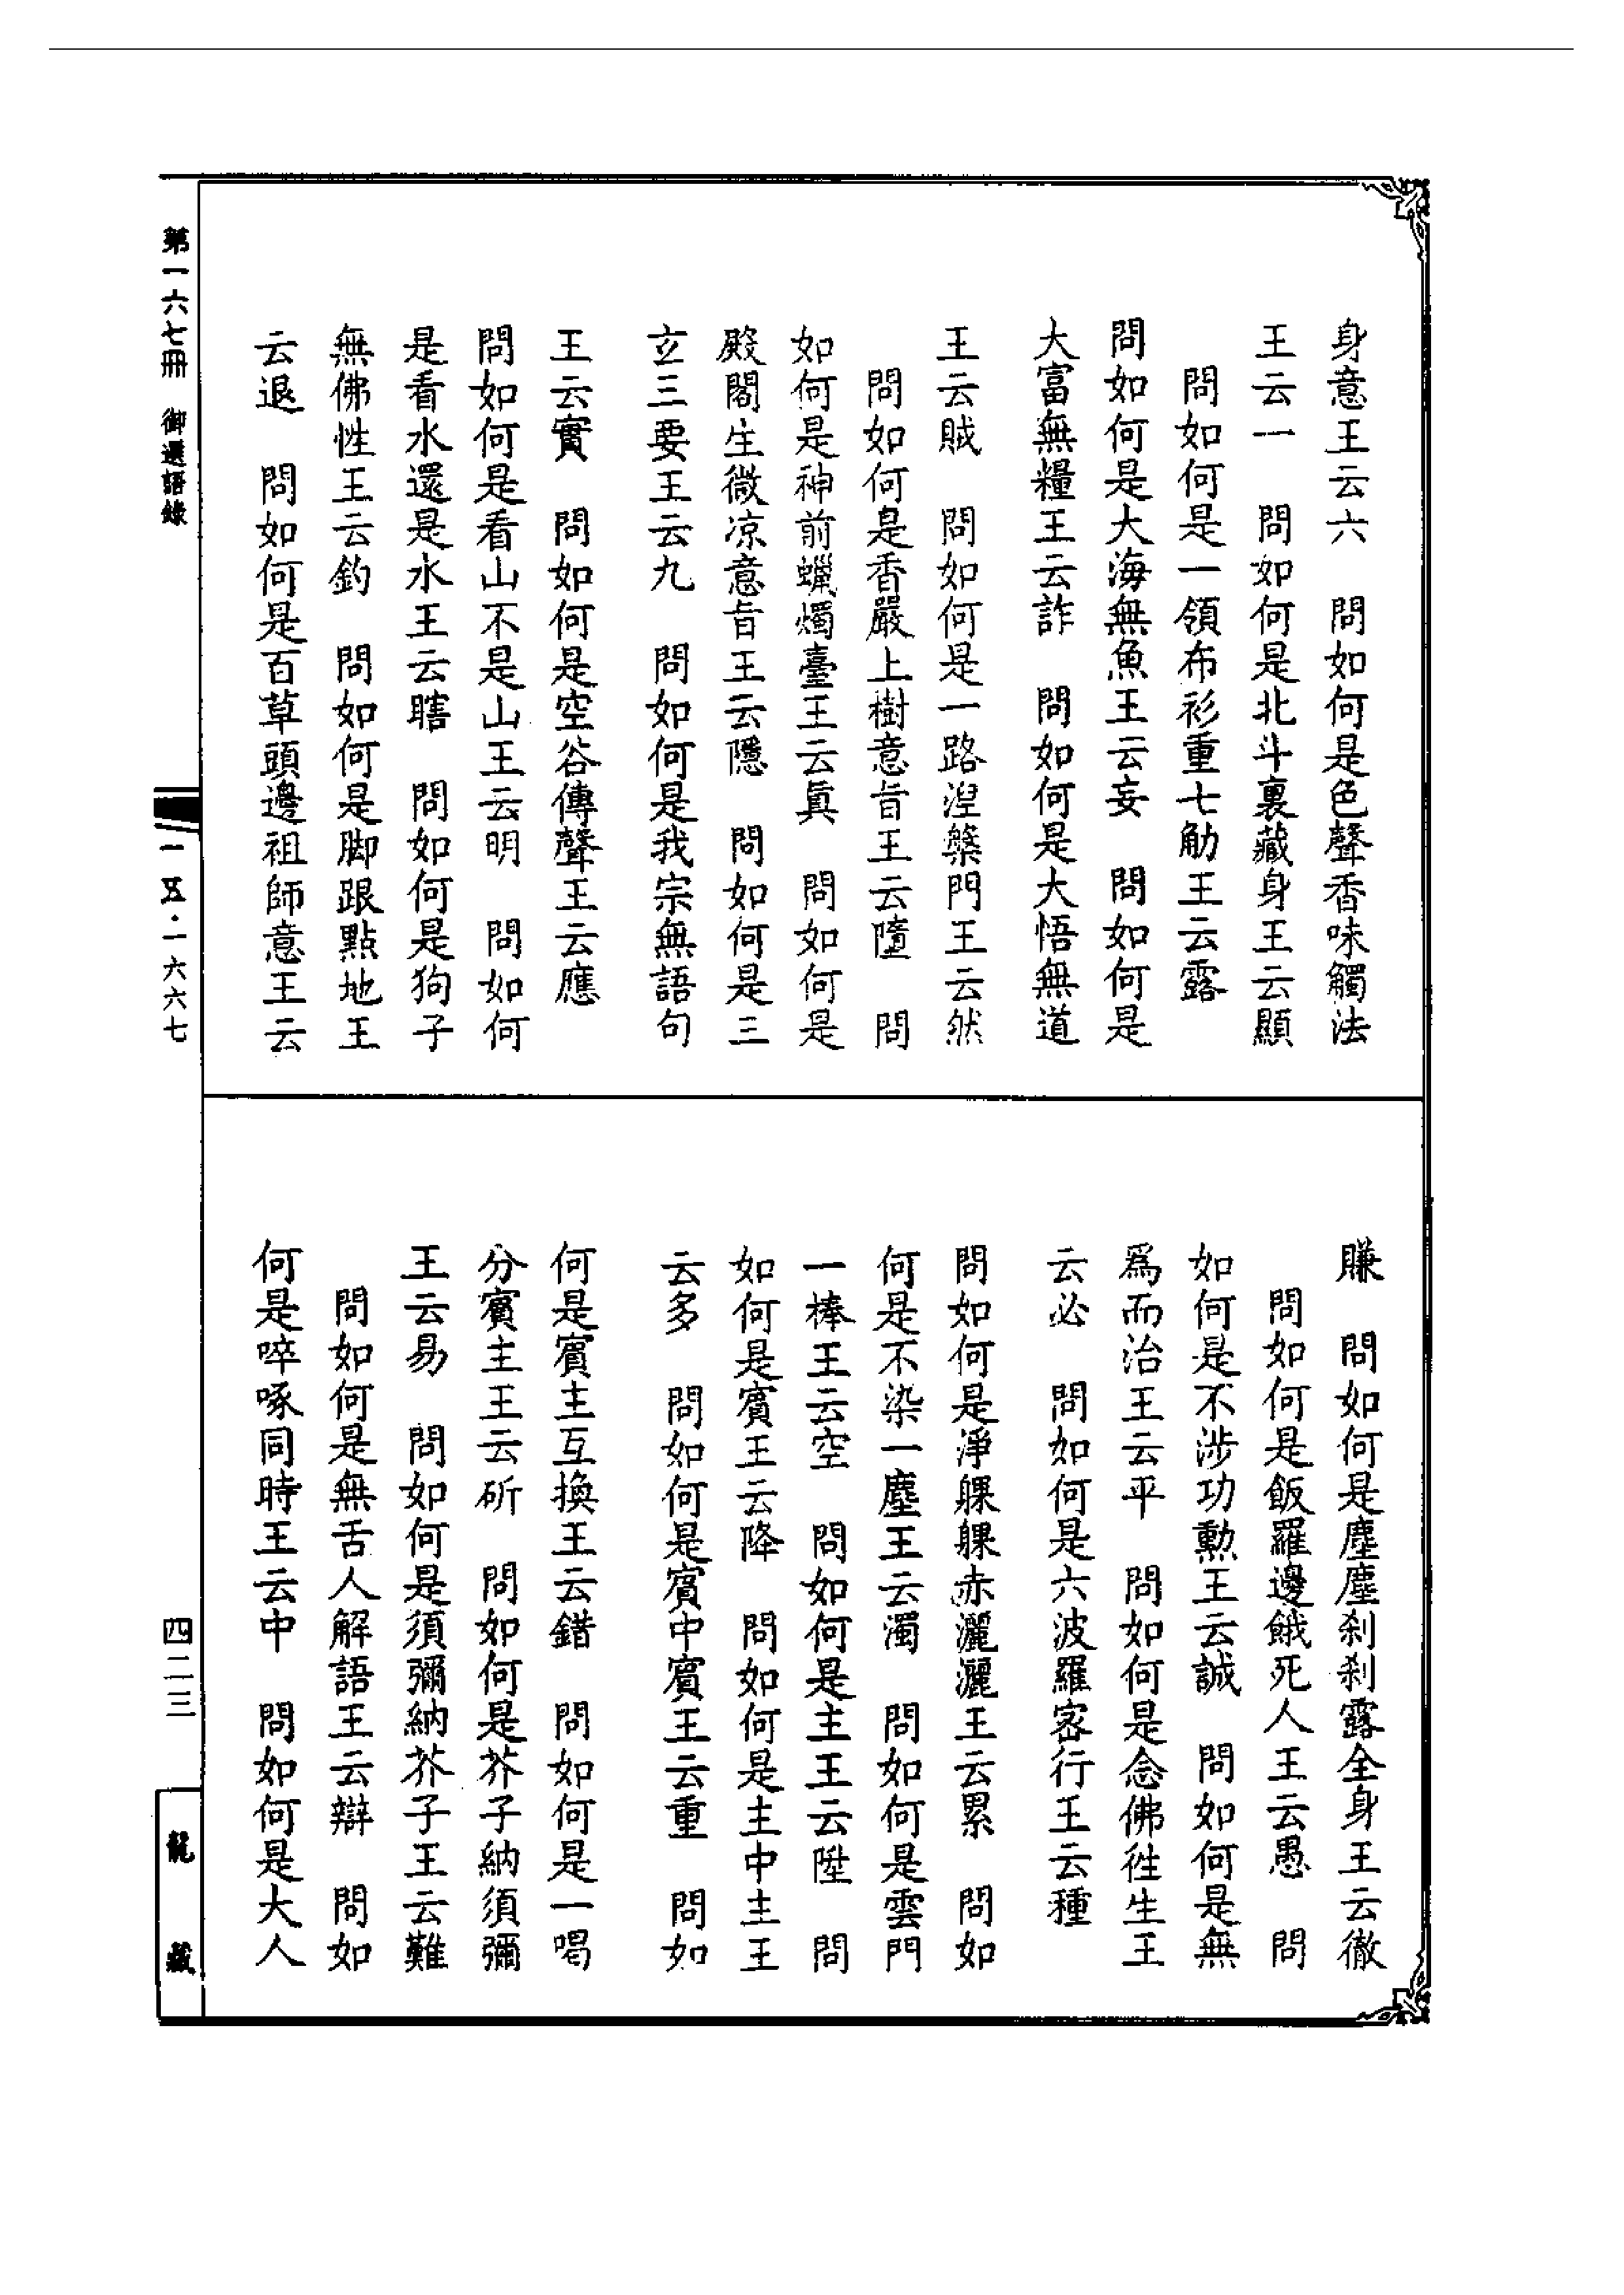 身意王云六　問如何是色聲香味觸法
王云一　問如何是北斗裏藏身王云顯
　問如何是一領布衫重七觔王云露
問如何是大海無魚王云妄　問如何是
大富無糧王云詐　問如何是大悟無道
王云賊　問如何是一路涅槃門王云然
　問如何是香嚴上樹意旨王云墮　問
如何是神前蠟燭臺王云眞　問如何是
殿閣生微凉意旨王云隱　問如何是三
玄三要王云九　問如何是我宗無語句
王云實　問如何是空谷傳聲王云應
問如何是看山不是山王云明　問如何
是看水還是水王云瞎　問如何是狗子
無佛性王云釣　問如何是脚跟點地王
云退　問如何是百草頭邊祖師意王云
賺　問如何是塵塵刹刹露全身王云徹
　問如何是飯羅邊餓死人王云愚　問
如何是不涉功勲王云誠　問如何是無
爲而治王云平　問如何是念佛徃生王
云必　問如何是六波羅宻行王云種
問如何是淨躶躶赤灑灑王云累　問如
何是不染一塵王云濁　問如何是雲門
一棒王云空　問如何是主王云陞　問
如何是賓王云降　問如何是主中主王
云多　問如何是賓中賓王云重　問如
何是賓主互換王云錯　問如何是一喝
分賓主王云斫　問如何是芥子納須彌
王云易　問如何是須彌納芥子王云難
　問如何是無舌人解語王云辯　問如
何是啐啄同時王云中　問如何是大人
第一六七冊　御選語錄
一五·一六六七
四二三
龍藏